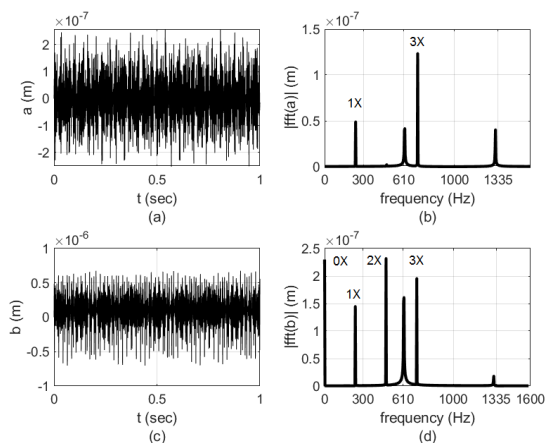 ×10⁻⁷
2
1
0
-1
-2
a (m)
0 0.5 1
t (sec)
(a)
×10⁻⁷
1.5
1
0.5
0
|fft(a)| (m)
1X
3X
0 300 610 1000 1335
frequency (Hz)
(b)
×10⁻⁶
1
0.5
0
-0.5
-1
b (m)
0 0.5 1
t (sec)
(c)
×10⁻⁷
2.5
2
1.5
1
0.5
0
|fft(b)| (m)
0X 2X 3X
1X
0 300 610 1000 1335 1600
frequency (Hz)
(d)